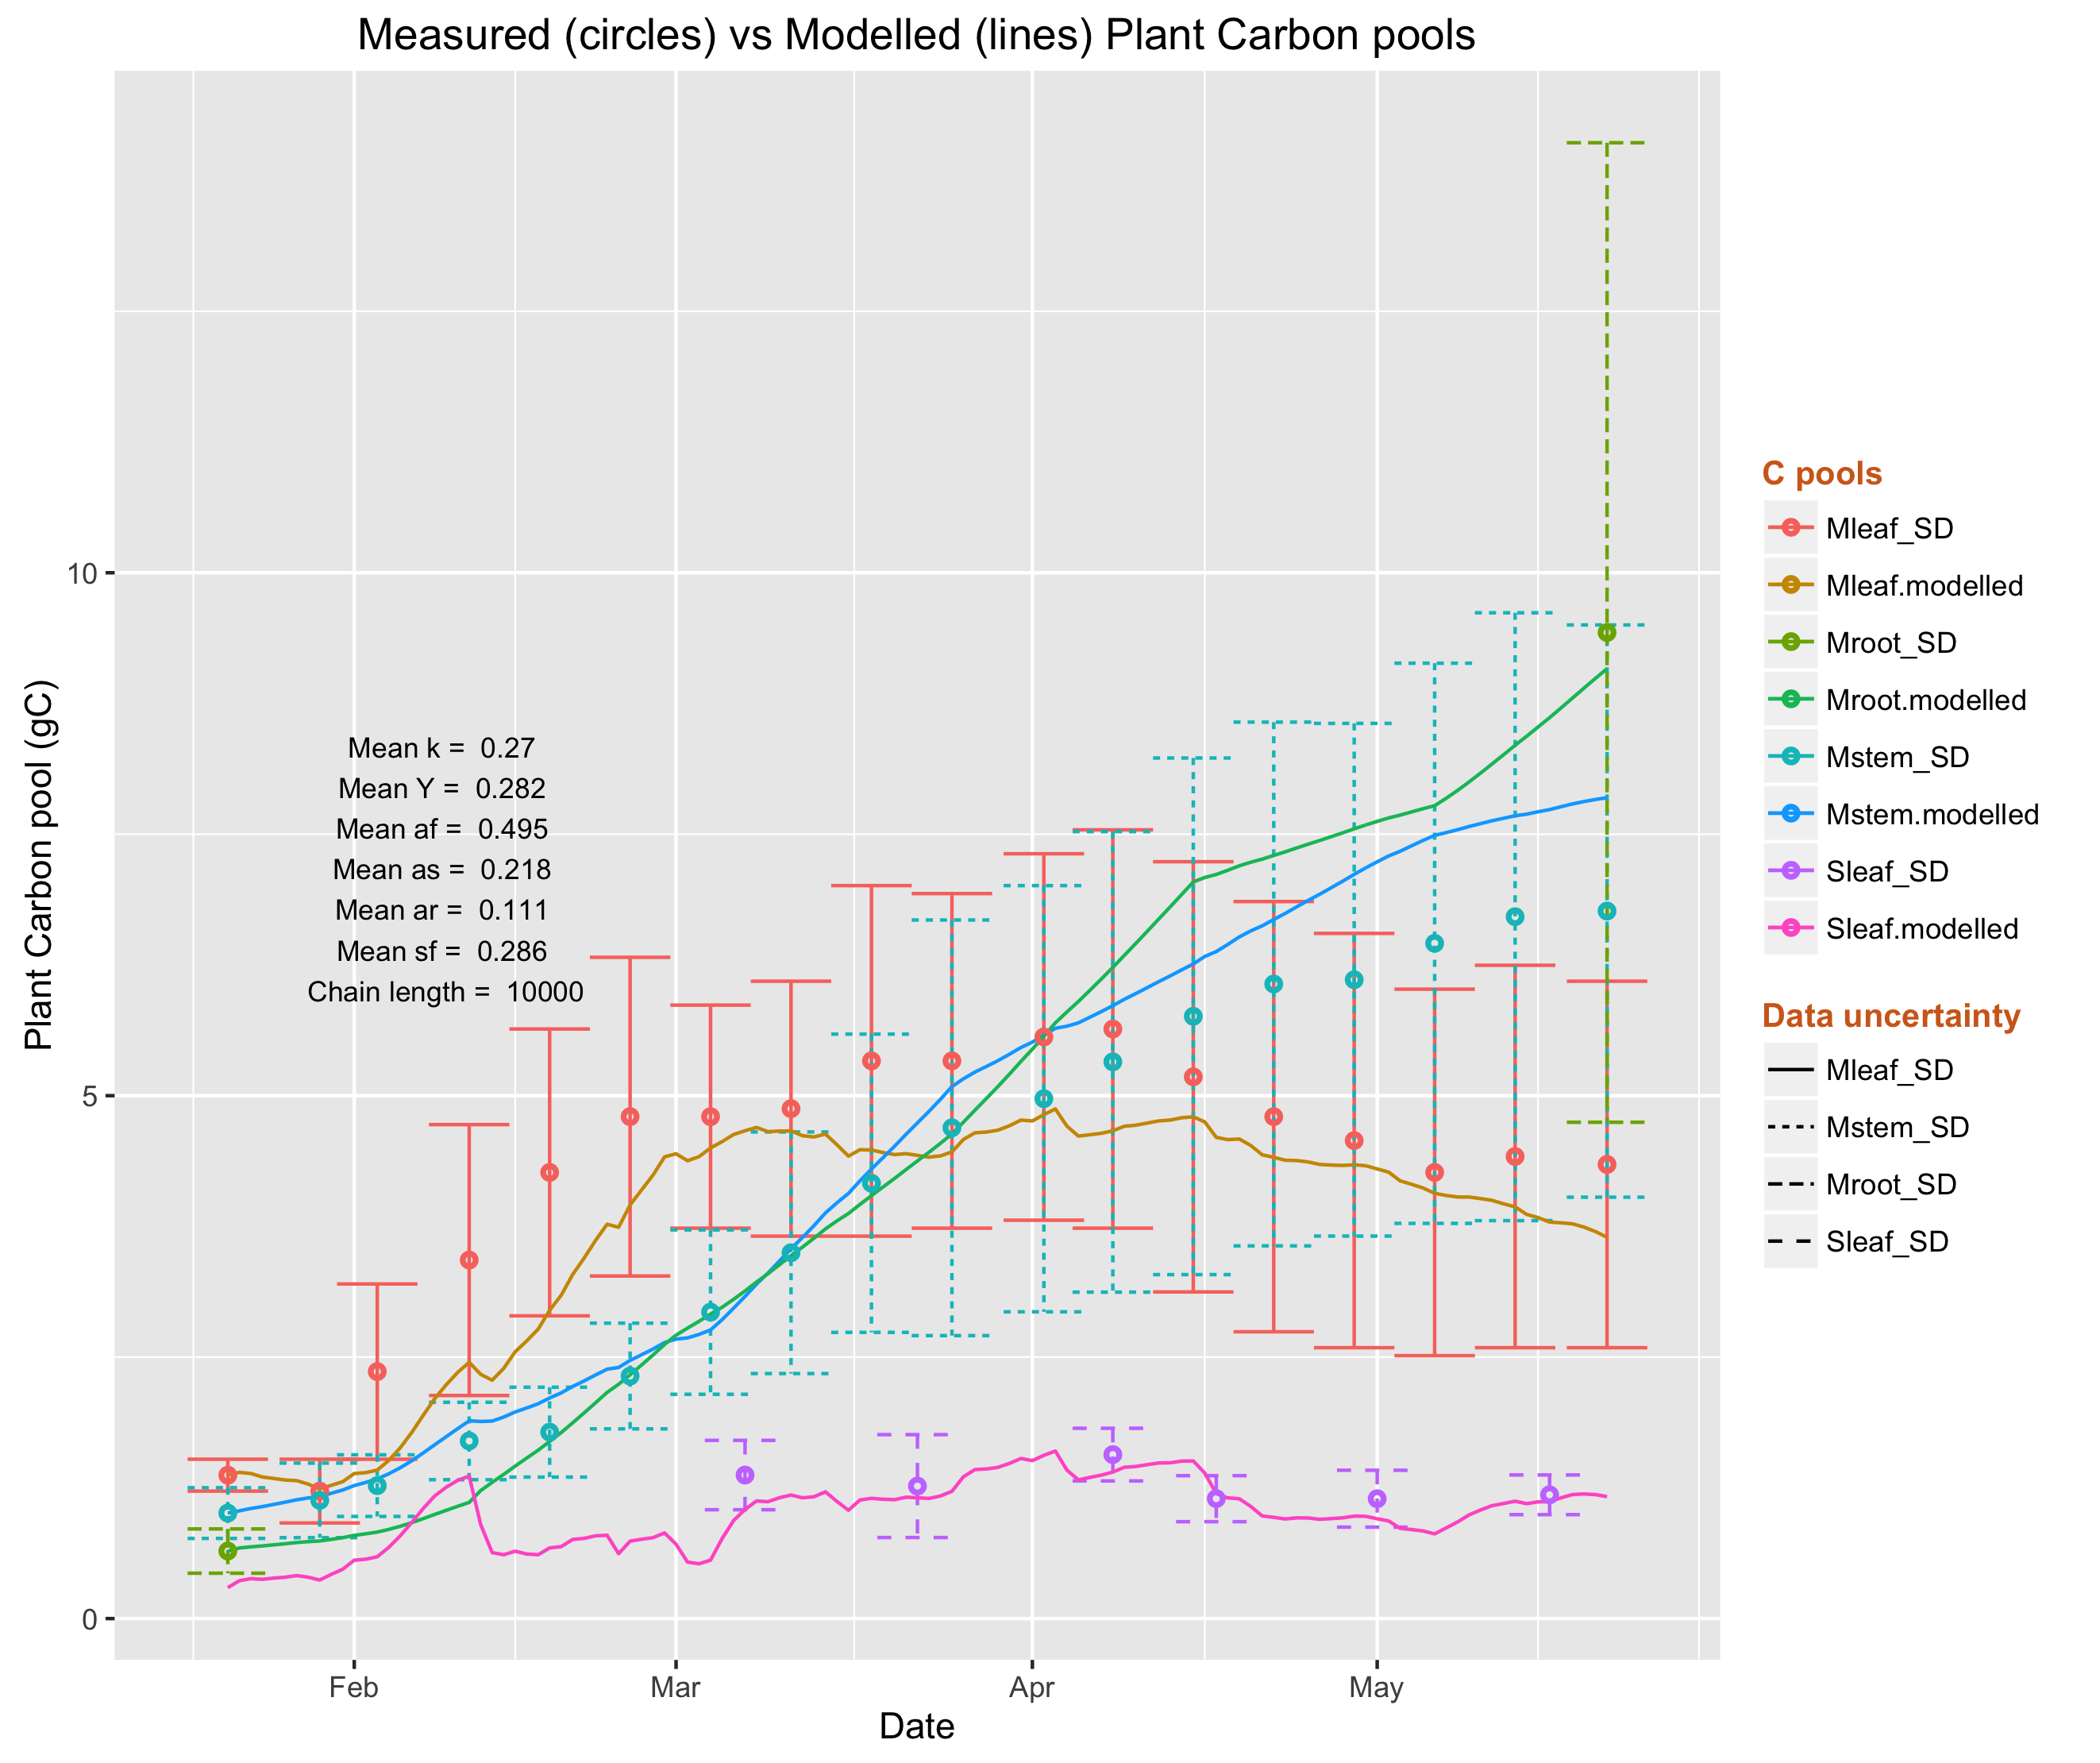 Measured (circles) vs Modelled (lines) Plant Carbon pools
Plant Carbon pool (gC)
10
5
0
Mean k = 0.27
Mean Y = 0.282
Mean af = 0.495
Mean as = 0.218
Mean ar = 0.111
Mean sf = 0.286
Chain length = 10000
Feb
Mar
Apr
May
Date
C pools
Mleaf_SD
Mleaf.modelled
Mroot_SD
Mroot.modelled
Mstem_SD
Mstem.modelled
Sleaf_SD
Sleaf.modelled
Data uncertainty
Mleaf_SD
Mstem_SD
Mroot_SD
Sleaf_SD